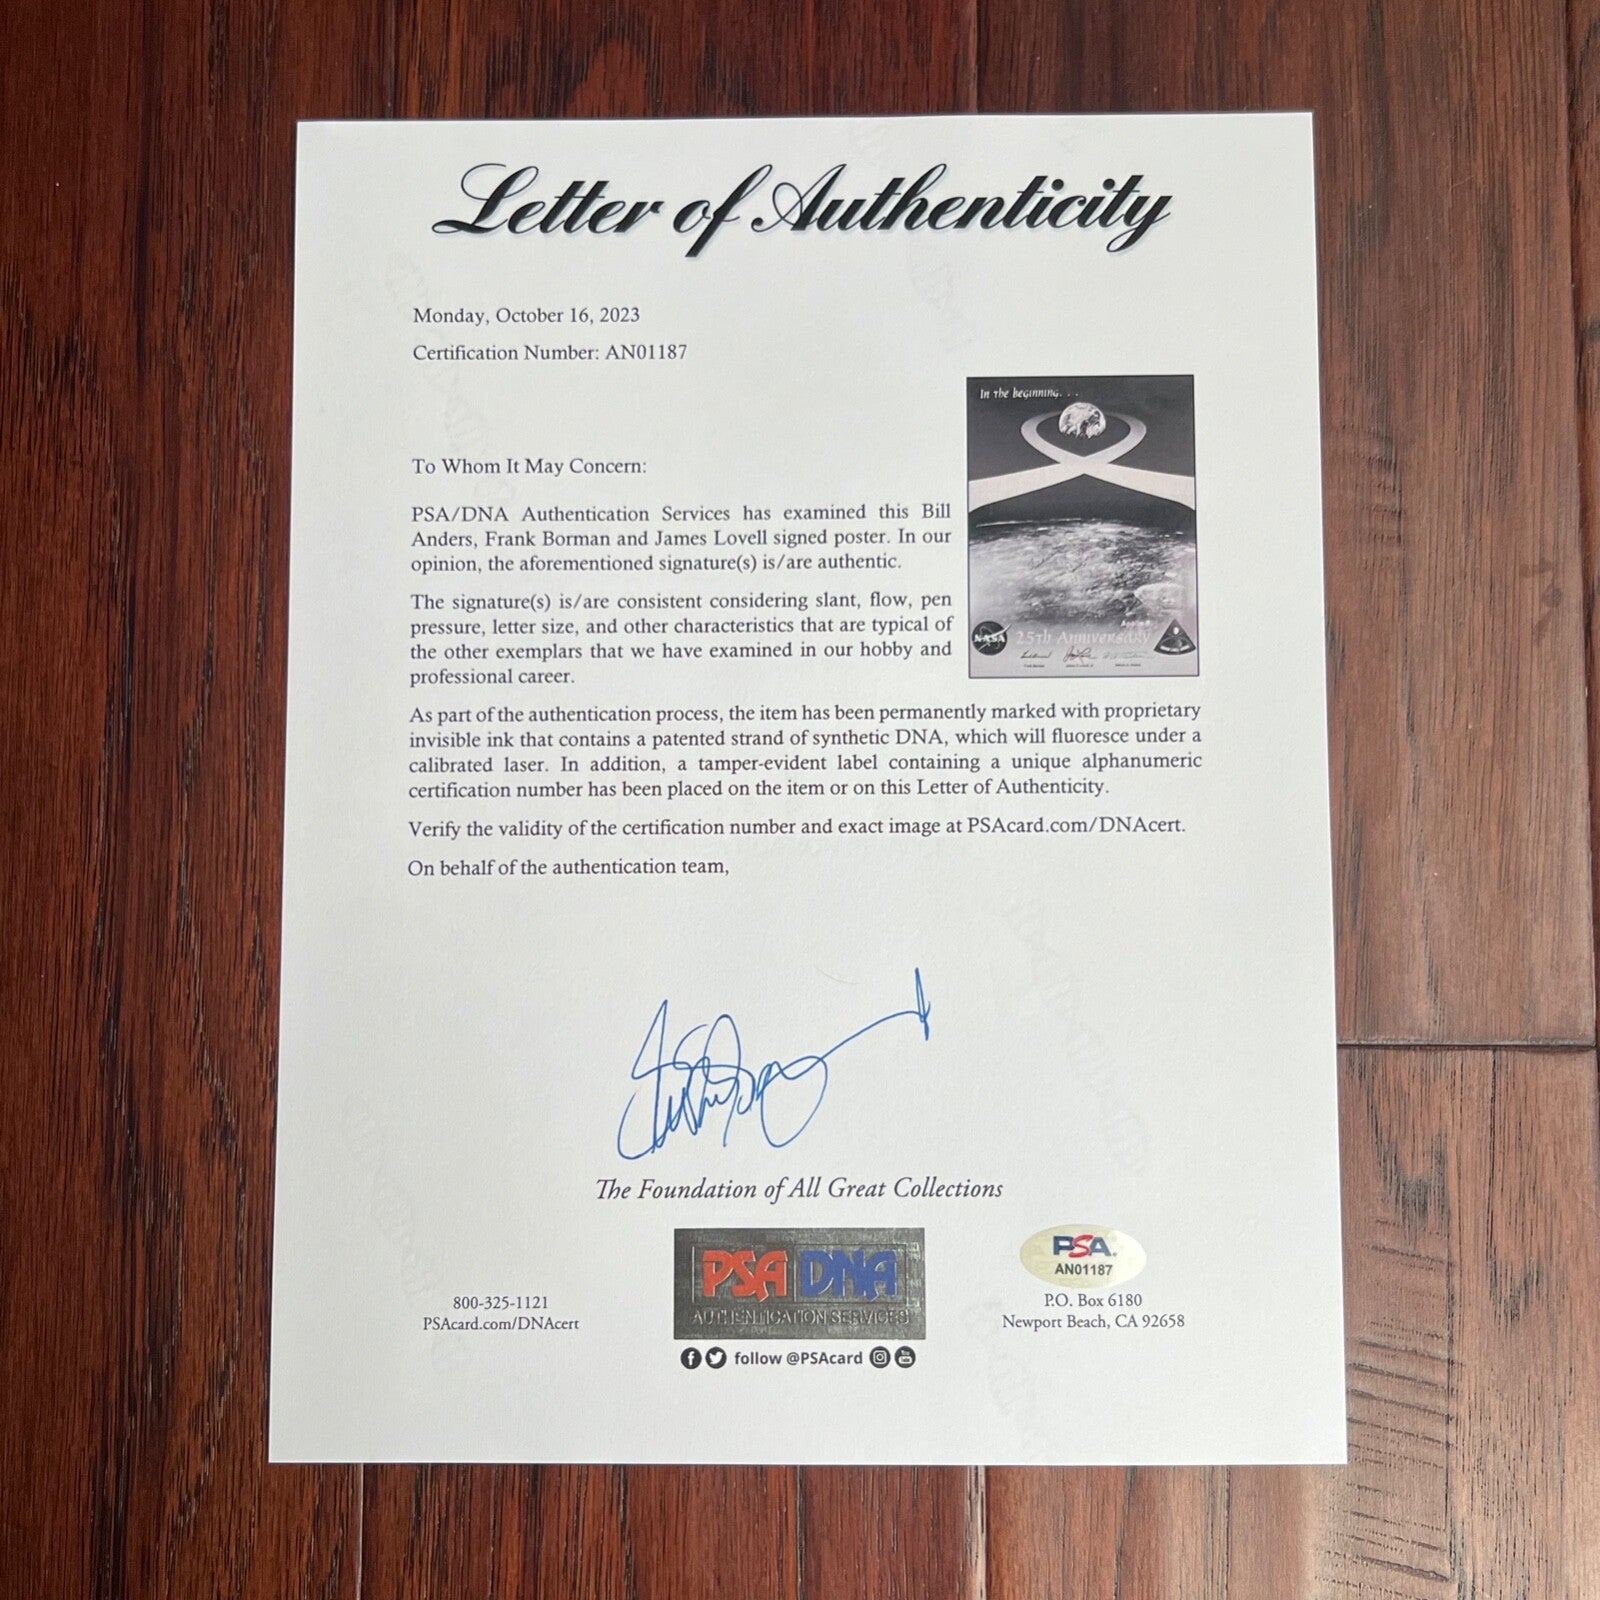 Letter of Authenticity
Monday, October 16, 2023
Certification Number: AN01187
In the beginning. . .
To Whom It May Concern:
PSA/DNA Authentication Services has examined this Bill
Anders, Frank Borman and James Lovell signed poster. In our
opinion, the aforementioned signature(s) is/are authentic.
The signature(s) is/are consistent considering slant, flow, pen
pressure, letter size, and other characteristics that are typical of
the other exemplars that we have examined in our hobby and
professional career.
NASA
25th Anniversary
As part of the authentication process, the item has been permanently marked with proprietary
invisible ink that contains a patented strand of synthetic DNA, which will fluoresce under a
calibrated laser. In addition, a tamper-evident label containing a unique alphanumeric
certification number has been placed on the item or on this Letter of Authenticity.
Verify the validity of the certification number and exact image at PSAcard.com/DNAcert.
On behalf of the authentication team,
The Foundation of All Great Collections
800-325-1121
PSAcard.com/DNAcert
PSA DNA
AUTHENTICATION SERVICES
follow @PSAcard
PSA
AN01187
P.O. Box 6180
Newport Beach, CA 92658